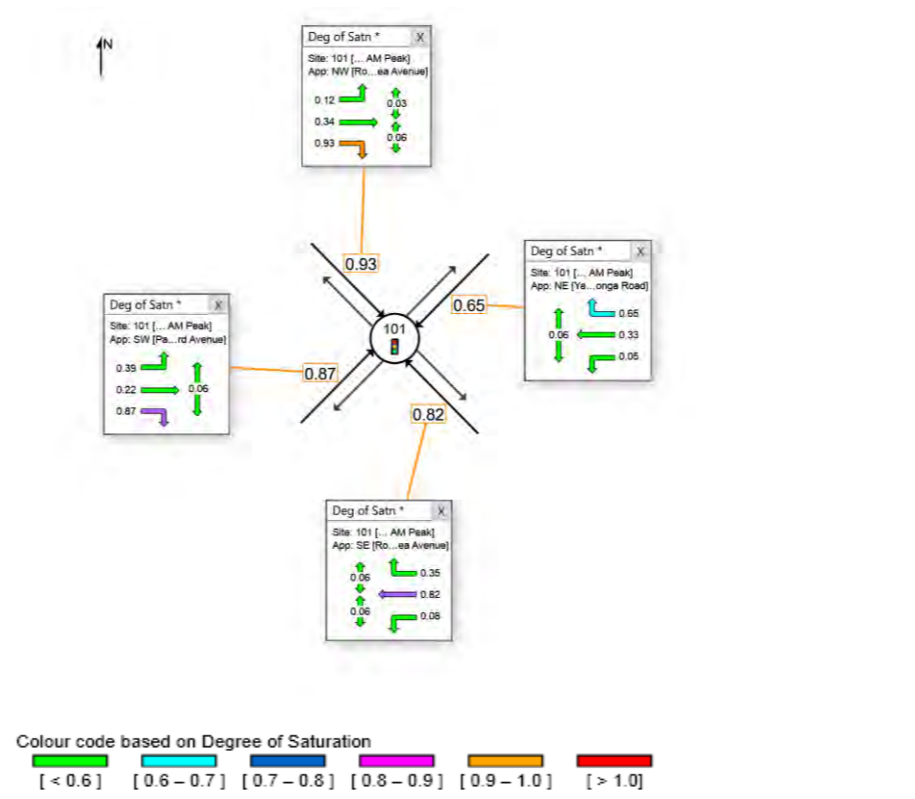 N
Deg of Satn * X
Site: 101 [... AM Peak]
App: NW [Ro...ea Avenue]
0.12
0.03
0.34
0.06
0.93
0.93
Deg of Satn * X
Site: 101 [... AM Peak]
App: NE [Ya...onga Road]
0.65
0.06
0.33
0.05
0.65
101
Deg of Satn * X
Site: 101 [... AM Peak]
App: SW [Pa...rd Avenue]
0.39
0.22
0.06
0.87
0.87
0.82
Deg of Satn * X
Site: 101 [... AM Peak]
App: SE [Ro...ea Avenue]
0.06
0.35
0.82
0.06
0.08
Colour code based on Degree of Saturation
[ < 0.6 ] [ 0.6 – 0.7 ] [ 0.7 – 0.8 ] [ 0.8 – 0.9 ] [ 0.9 – 1.0 ] [ > 1.0]